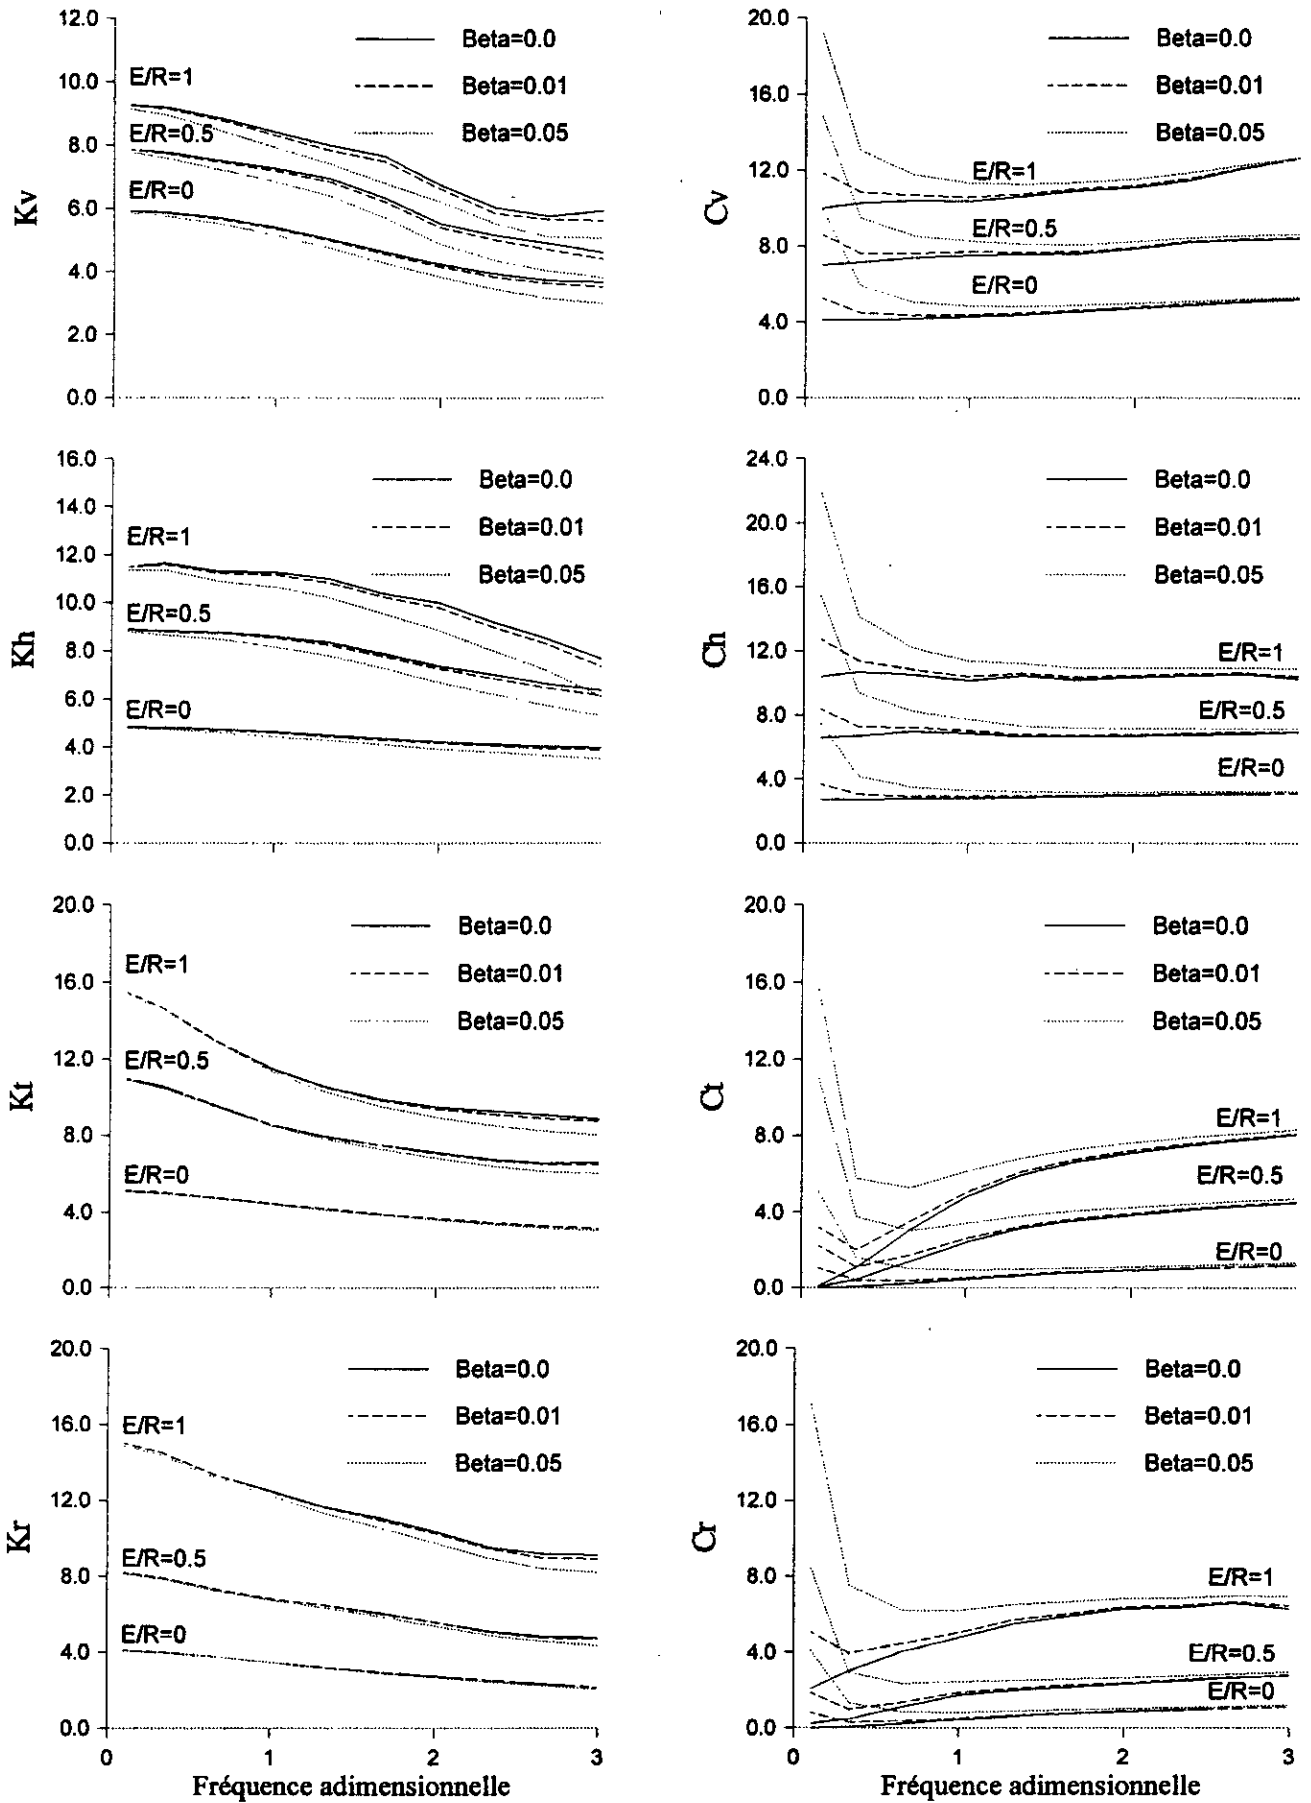 12.0
10.0
8.0
6.0
4.0
2.0
0.0
Kv
E/R=1
E/R=0.5
E/R=0
Beta=0.0
Beta=0.01
Beta=0.05
20.0
16.0
12.0
8.0
4.0
0.0
Cv
Beta=0.0
Beta=0.01
Beta=0.05
E/R=1
E/R=0.5
E/R=0
16.0
14.0
12.0
10.0
8.0
6.0
4.0
2.0
0.0
Kh
E/R=1
E/R=0.5
E/R=0
Beta=0.0
Beta=0.01
Beta=0.05
24.0
20.0
16.0
12.0
8.0
4.0
0.0
Ch
Beta=0.0
Beta=0.01
Beta=0.05
E/R=1
E/R=0.5
E/R=0
20.0
16.0
12.0
8.0
4.0
0.0
Kt
E/R=1
E/R=0.5
E/R=0
Beta=0.0
Beta=0.01
Beta=0.05
20.0
16.0
12.0
8.0
4.0
0.0
Ct
Beta=0.0
Beta=0.01
Beta=0.05
E/R=1
E/R=0.5
E/R=0
20.0
16.0
12.0
8.0
4.0
0.0
Kr
E/R=1
E/R=0.5
E/R=0
Beta=0.0
Beta=0.01
Beta=0.05
0 1 2 3
Fréquence adimensionnelle
20.0
16.0
12.0
8.0
4.0
0.0
Cr
Beta=0.0
Beta=0.01
Beta=0.05
E/R=1
E/R=0.5
E/R=0
0 1 2 3
Fréquence adimensionnelle